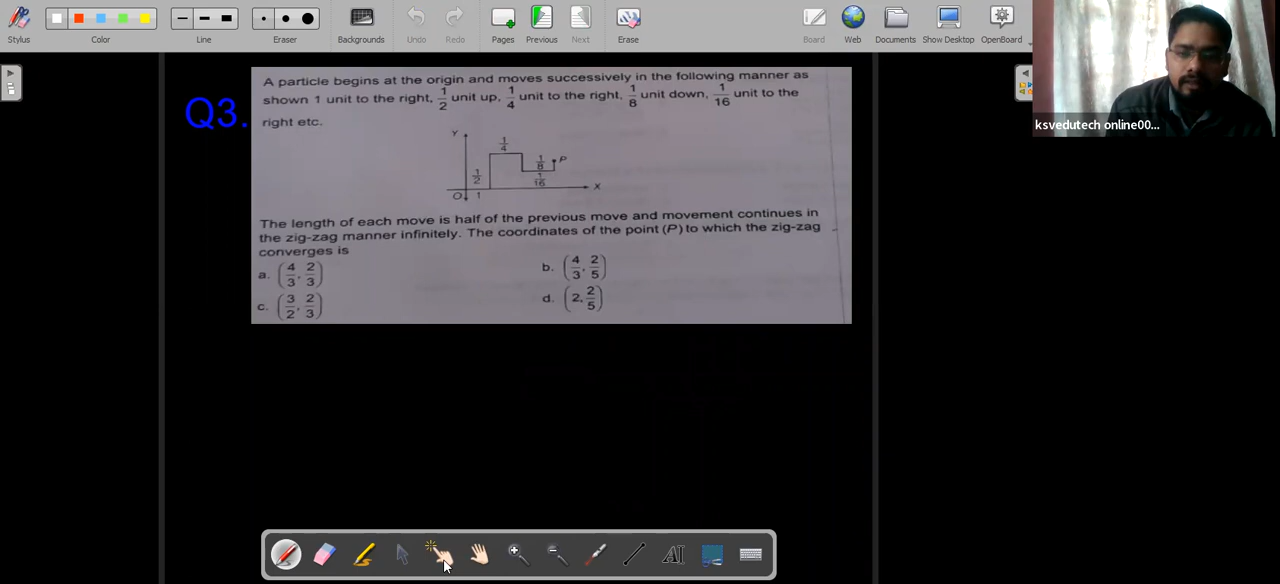 Stylus
Color
Line
Eraser
Backgrounds
Undo
Redo
Pages
Previous
Next
Erase
Board
Web
Documents
Show Desktop
OpenBoard
ksvedutech online00...
Q3.
A particle begins at the origin and moves successively in the following manner as
shown 1 unit to the right, 1/2 unit up, 1/4 unit to the right, 1/8 unit down, 1/16 unit to the
right etc.
Y
1/4
1/8
P
1/2
1/16
X
O
1
The length of each move is half of the previous move and movement continues in
the zig-zag manner infinitely. The coordinates of the point (P) to which the zig-zag
converges is
a. (4/3, 2/3)
b. (4/3, 2/5)
c. (3/2, 2/3)
d. (2, 2/5)
AI